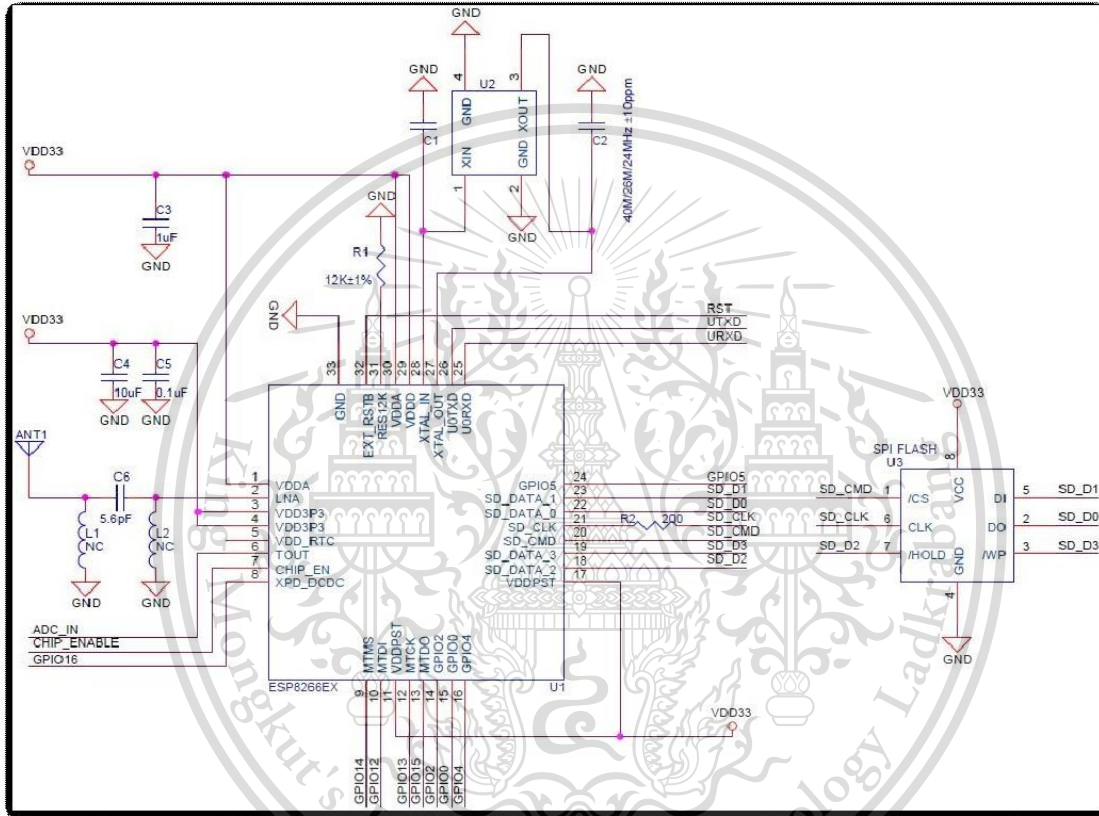 GND
GND
4
3
GND
U2
GND
XOUT
C1
C2
XIN
GND
40M/26M/24MHz ±10ppm
1
2
GND
VDD33
C3
1uF
GND
GND
R1
12K±1%
VDD33
C4
10uF
GND
C5
0.1uF
GND
GND
RST
UTXD
URXD
33
32
31
30
29
28
27
26
25
GND
EXT_RSTB
RES12K
VDDA
VDDD
XTAL_IN
XTAL_OUT
U0TXD
U0RXD
ANT1
C6
5.6pF
L1
NC
L2
NC
GND
GND
1 VDDA
2 LNA
3 VDD3P3
4 VDD3P3
5 VDD_RTC
6 TOUT
7 CHIP_EN
8 XPD_DCDC
GPIO5 24 GPIO5
SD_DATA_1 23 SD_D1
SD_DATA_0 22 SD_D0
SD_CLK 21 R2 200 SD_CLK
SD_CMD 20 SD_CMD
SD_DATA_3 19 SD_D3
SD_DATA_2 18 SD_D2
VDDPST 17
ADC_IN
CHIP_ENABLE
GPIO16
MTMS
MTDI
VDDPST
MTCK
MTDO
GPIO2
GPIO0
GPIO4
ESP8266EX
U1
9
10
11
12
13
14
15
16
GPIO14
GPIO12
GPIO13
GPIO15
GPIO2
GPIO0
GPIO4
VDD33
VDD33
SPI FLASH
U3
8
VCC
SD_CMD 1 /CS DI 5 SD_D1
SD_CLK 6 CLK DO 2 SD_D0
SD_D2 7 /HOLD /WP 3 SD_D3
GND
4
GND
King Mongkut's Institute of Technology Ladkrabang